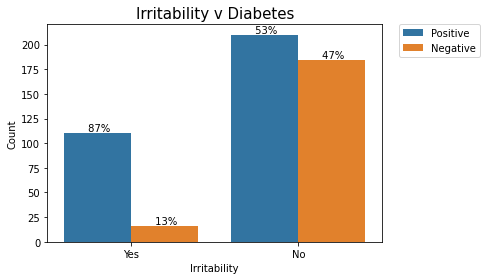 Irritability v Diabetes
Positive
Negative
Count
200
175
150
125
100
75
50
25
0
87%
13%
53%
47%
Yes
No
Irritability